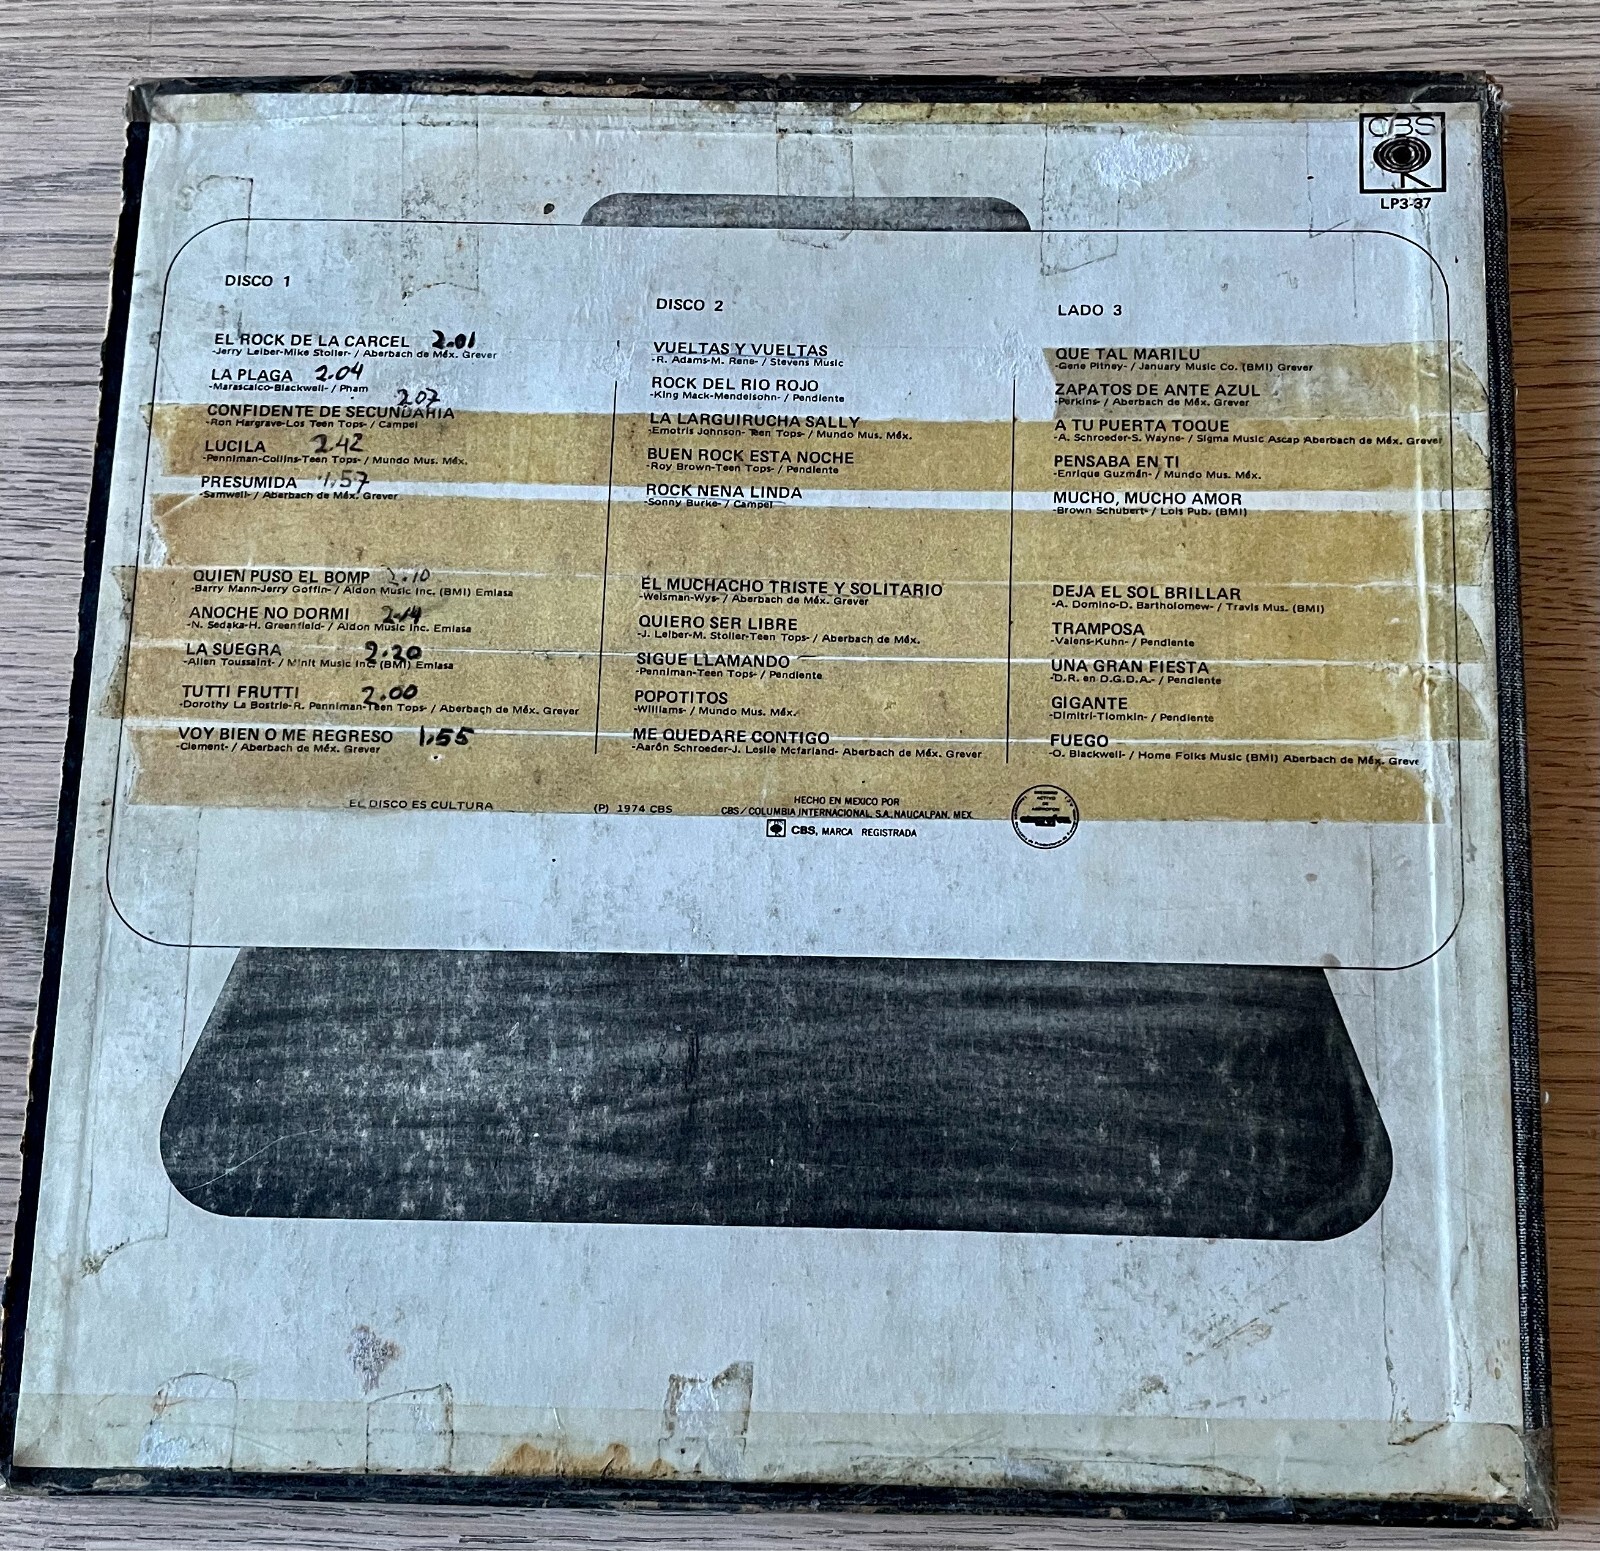 CBS
LP3-37
DISCO 1
EL ROCK DE LA CARCEL 2.01
-Jerry Leiber-Mike Stoller- / Aberbach de Méx. Grever
LA PLAGA 2.04
-Marascalco-Blackwell- / Pham
CONFIDENTE DE SECUNDARIA 2.07
-Ron Hargrave-Los Teen Tops- / Campei
LUCILA 2.42
-Penniman-Collins-Teen Tops- / Mundo Mus. Méx.
PRESUMIDA 1.57
-Samwell- / Aberbach de Méx. Grever
QUIEN PUSO EL BOMP 2.10
-Barry Mann-Jerry Goffin- / Aldon Music Inc. (BMI) Emlasa
ANOCHE NO DORMI 2.14
-N. Sedaka-H. Greenfield- / Aldon Music Inc. Emlasa
LA SUEGRA 2.20
-Allen Toussaint- / Minit Music Inc. (BMI) Emlasa
TUTTI FRUTTI 2.00
-Dorothy La Bostrie-R. Penniman-Teen Tops- / Aberbach de Méx. Grever
VOY BIEN O ME REGRESO 1.55
-Clement- / Aberbach de Méx. Grever
DISCO 2
VUELTAS Y VUELTAS
-R. Adams-M. Rene- / Stevens Music
ROCK DEL RIO ROJO
-King Mack-Mendelsohn- / Pendiente
LA LARGUIRUCHA SALLY
-Emotris Johnson- Teen Tops- / Mundo Mus. Méx.
BUEN ROCK ESTA NOCHE
-Roy Brown-Teen Tops- / Pendiente
ROCK NENA LINDA
-Sonny Burke- / Campei
EL MUCHACHO TRISTE Y SOLITARIO
-Weisman-Wys- / Aberbach de Méx. Grever
QUIERO SER LIBRE
-J. Leiber-M. Stoller-Teen Tops- / Aberbach de Méx.
SIGUE LLAMANDO
-Penniman-Teen Tops- / Pendiente
POPOTITOS
-Williams- / Mundo Mus. Méx.
ME QUEDARE CONTIGO
-Aarón Schroeder-J. Leslie Mcfarland- Aberbach de Méx. Grever
LADO 3
QUE TAL MARILU
-Gene Pitney- / January Music Co. (BMI) Grever
ZAPATOS DE ANTE AZUL
-Perkins- / Aberbach de Méx. Grever
A TU PUERTA TOQUE
-A. Schroeder-S. Wayne- / Sigma Music Ascap Aberbach de Méx. Grever
PENSABA EN TI
-Enrique Guzmán- / Mundo Mus. Méx.
MUCHO, MUCHO AMOR
-Brown Schubert- / Lois Pub. (BMI)
DEJA EL SOL BRILLAR
-A. Domino-D. Bartholomew- / Travis Mus. (BMI)
TRAMPOSA
-Valens-Kuhn- / Pendiente
UNA GRAN FIESTA
-D.R. en D.G.D.A.- / Pendiente
GIGANTE
-Dimitri-Tiomkin- / Pendiente
FUEGO
-O. Blackwell- / Home Folks Music (BMI) Aberbach de Méx. Greve
EL DISCO ES CULTURA
(P) 1974 CBS
HECHO EN MEXICO POR
CBS/COLUMBIA INTERNACIONAL, S.A. NAUCALPAN, MEX.
CBS, MARCA REGISTRADA